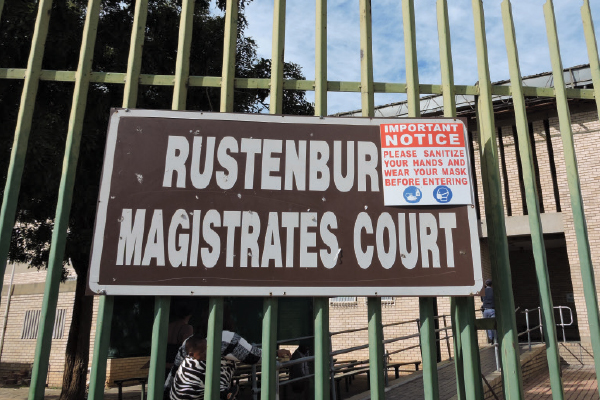 RUSTENBUR
MAGISTRATES COURT
IMPORTANT
NOTICE
PLEASE SANITIZE
YOUR HANDS AND
WEAR YOUR MASK
BEFORE ENTERING